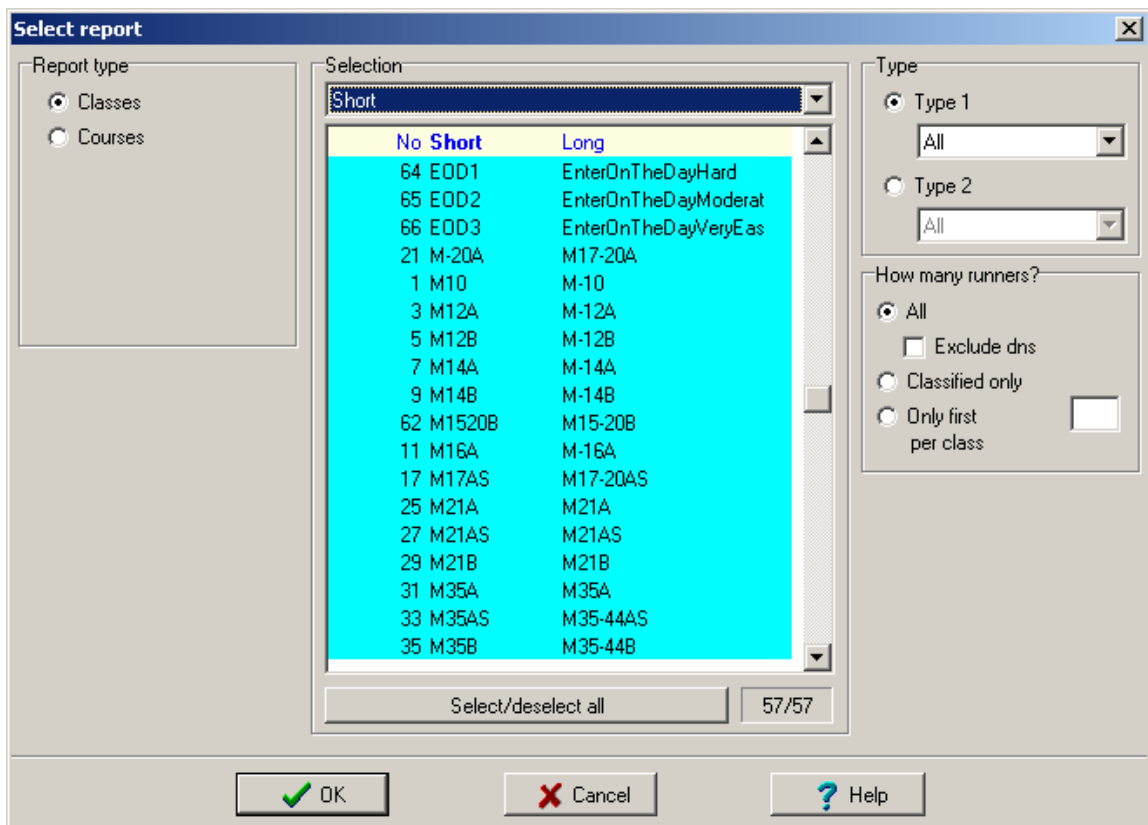 Select report
Report type
Classes
Courses
Selection
Short
No Short Long
64 EOD1 EnterOnTheDayHard
65 EOD2 EnterOnTheDayModerat
66 EOD3 EnterOnTheDayVeryEas
21 M-20A M17-20A
1 M10 M-10
3 M12A M-12A
5 M12B M-12B
7 M14A M-14A
9 M14B M-14B
62 M1520B M15-20B
11 M16A M-16A
17 M17AS M17-20AS
25 M21A M21A
27 M21AS M21AS
29 M21B M21B
31 M35A M35A
33 M35AS M35-44AS
35 M35B M35-44B
Select/deselect all 57/57
Type
Type 1
All
Type 2
All
How many runners?
All
Exclude dns
Classified only
Only first
per class
OK Cancel Help